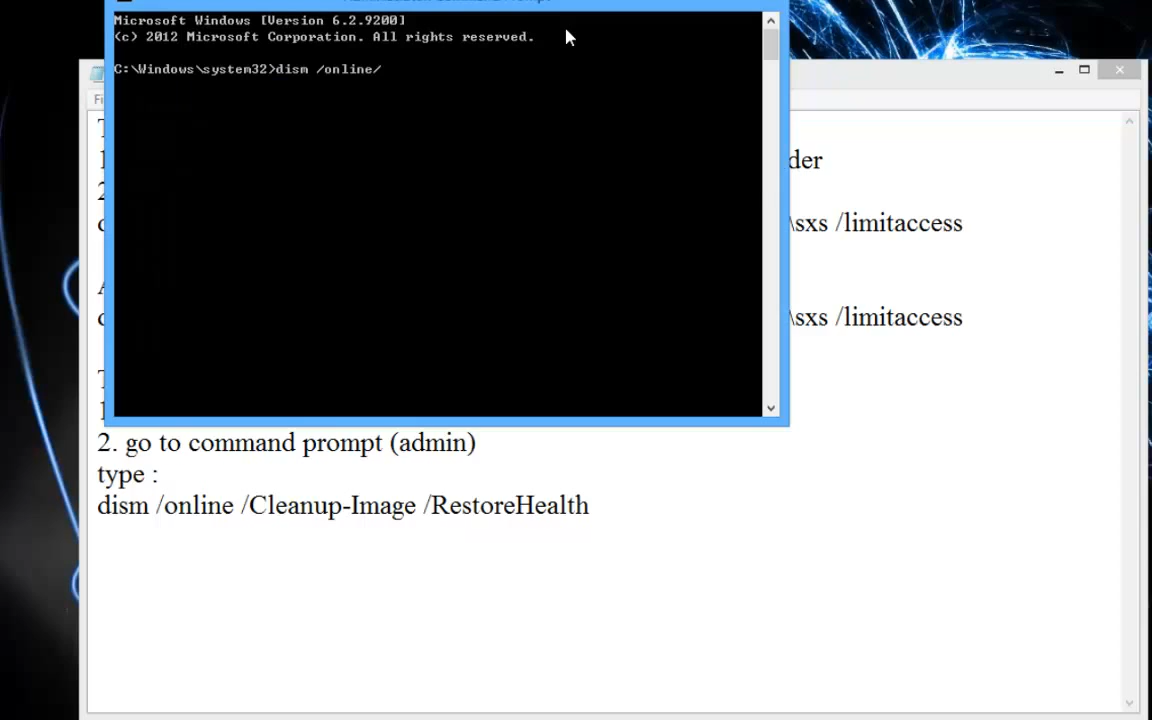 Microsoft Windows [Version 6.2.9200]
(c) 2012 Microsoft Corporation. All rights reserved.
C:\Windows\system32>dism /online/
der
\sxs /limitaccess
\sxs /limitaccess
2. go to command prompt (admin)
type :
dism /online /Cleanup-Image /RestoreHealth